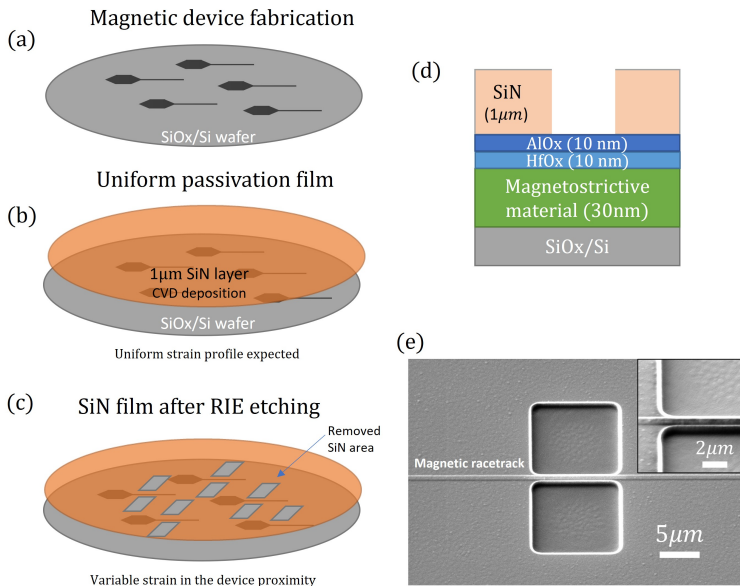 Magnetic device fabrication
(a)
SiOx/Si wafer
Uniform passivation film
(b)
1μm SiN layer
CVD deposition
SiOx/Si wafer
Uniform strain profile expected
(c)
SiN film after RIE etching
Removed
SiN area
Variable strain in the device proximity
(d)
SiN
(1μm)
AlOx (10 nm)
HfOx (10 nm)
Magnetostrictive
material (30nm)
SiOx/Si
(e)
2μm
Magnetic racetrack
5μm